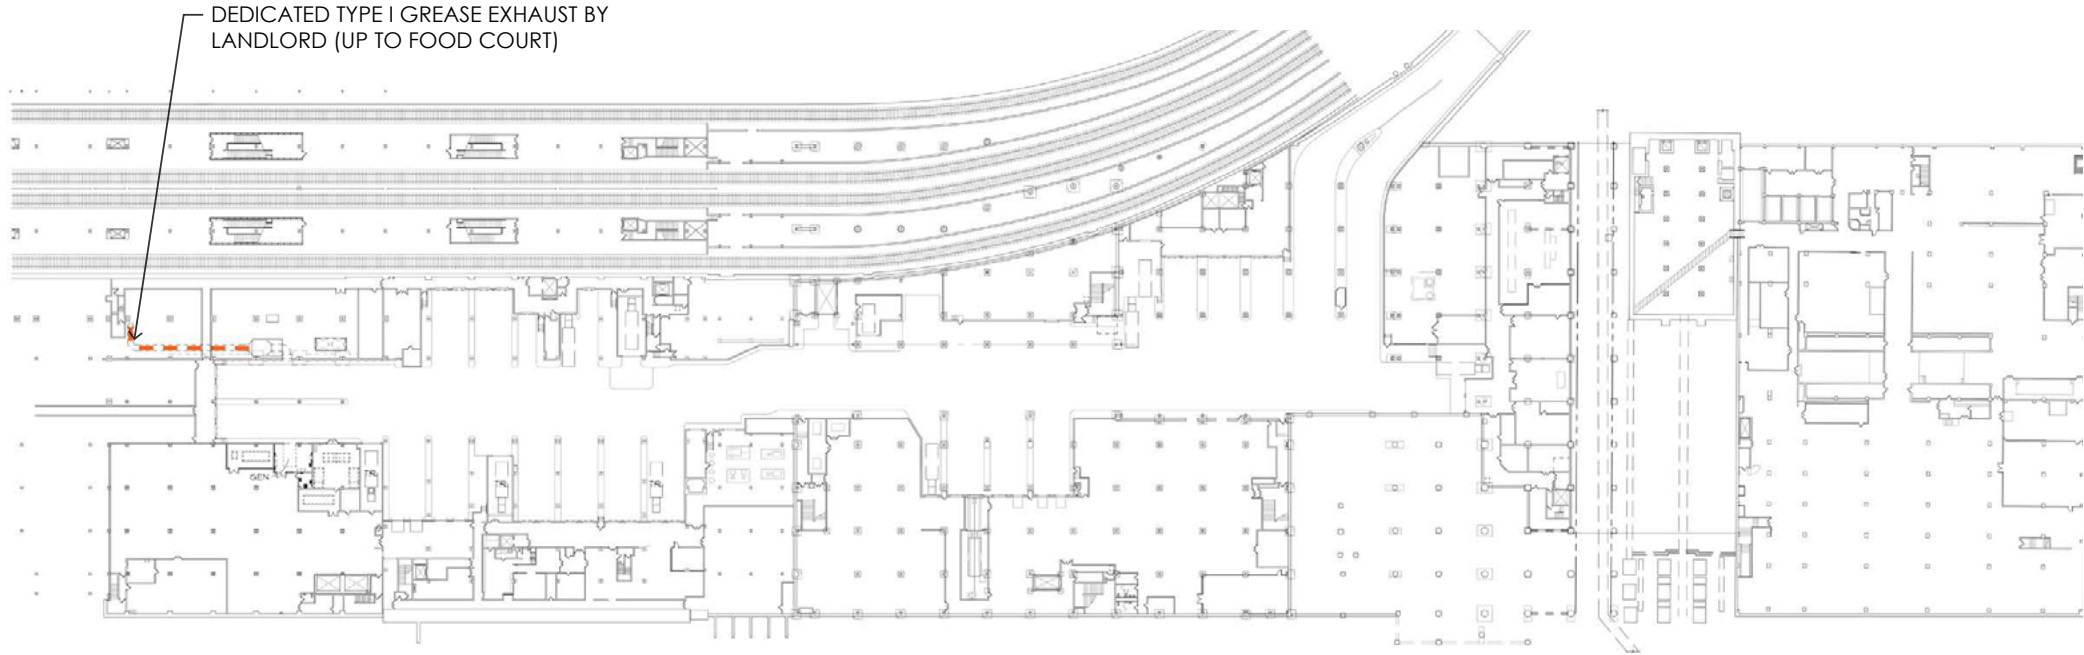 DEDICATED TYPE I GREASE EXHAUST BY
LANDLORD (UP TO FOOD COURT)
GEN